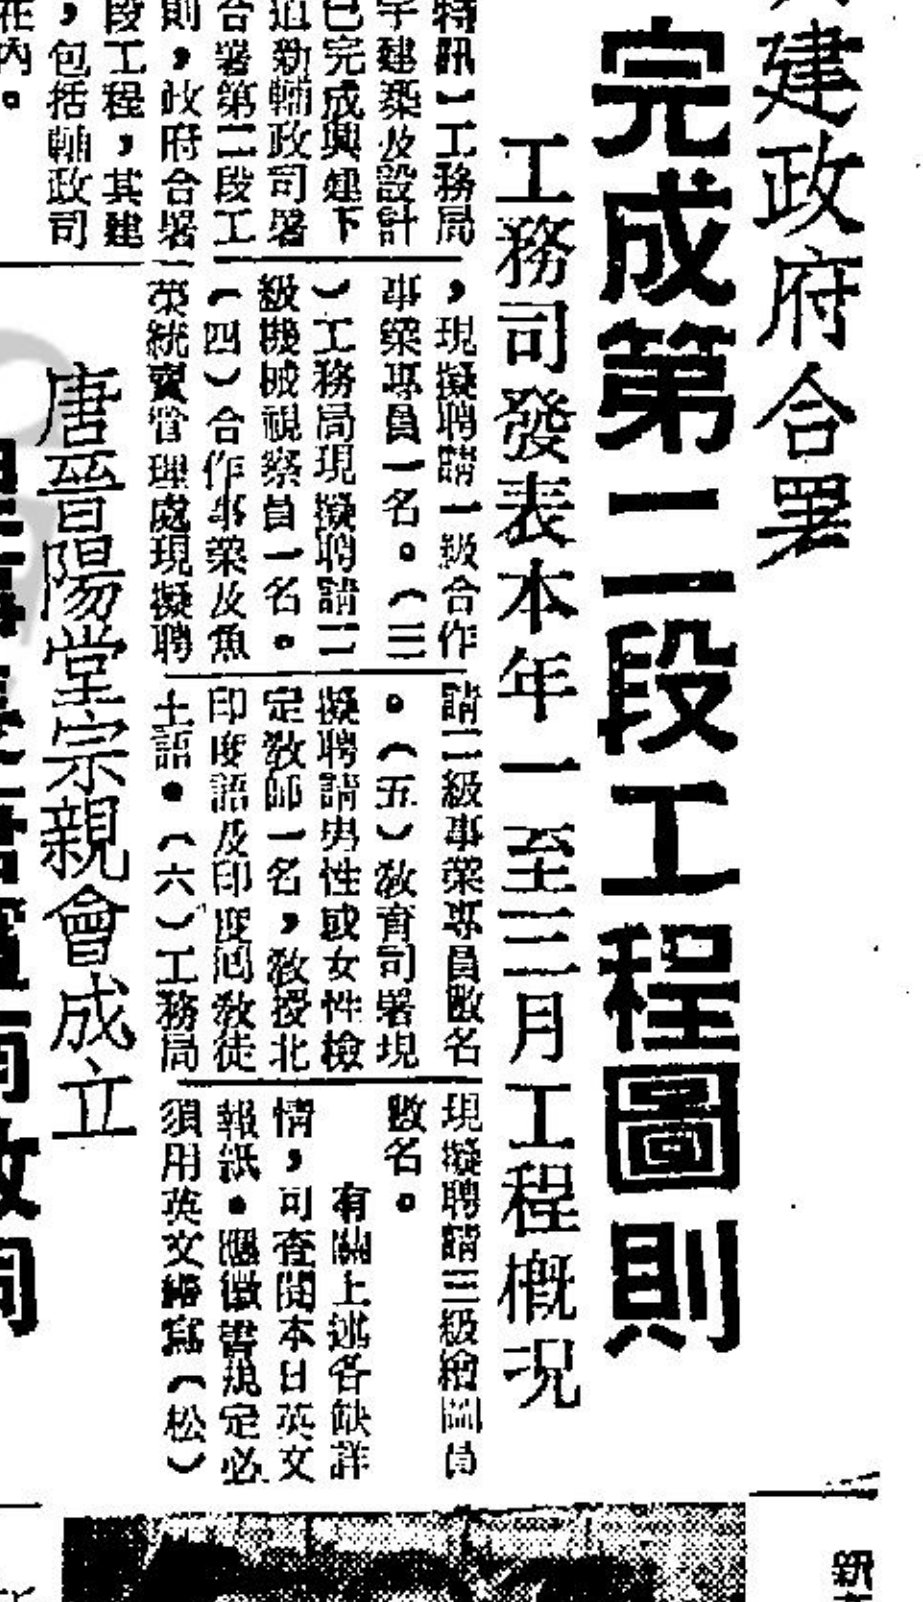 建政府合署
完成第二段工程圖則
工務司發表本年一至三月工程概況
特訊）工務局
宇建築及設計
已完成興建下
道新輔政司署
合署第二段工
則，政府合署
段工程，其建
，包括輔政司
在內。
，現擬聘請一級合作
事業專員一名。（三
）工務局現擬聘請二
級機械視察員一名。
（四）合作事業及魚
菜統賣管理處現擬聘
請二級事業專員數名
。（五）教育司署現
擬聘請男性或女性檢
定教師一名，教授北
印度語及印度回教徒
土語。（六）工務局
現擬聘請三級繪圖員
數名。
有關上述各缺詳
情，可查閱本日英文
報紙。應徵書規定必
須用英文繕寫（松）
唐晉陽堂宗親會成立
新